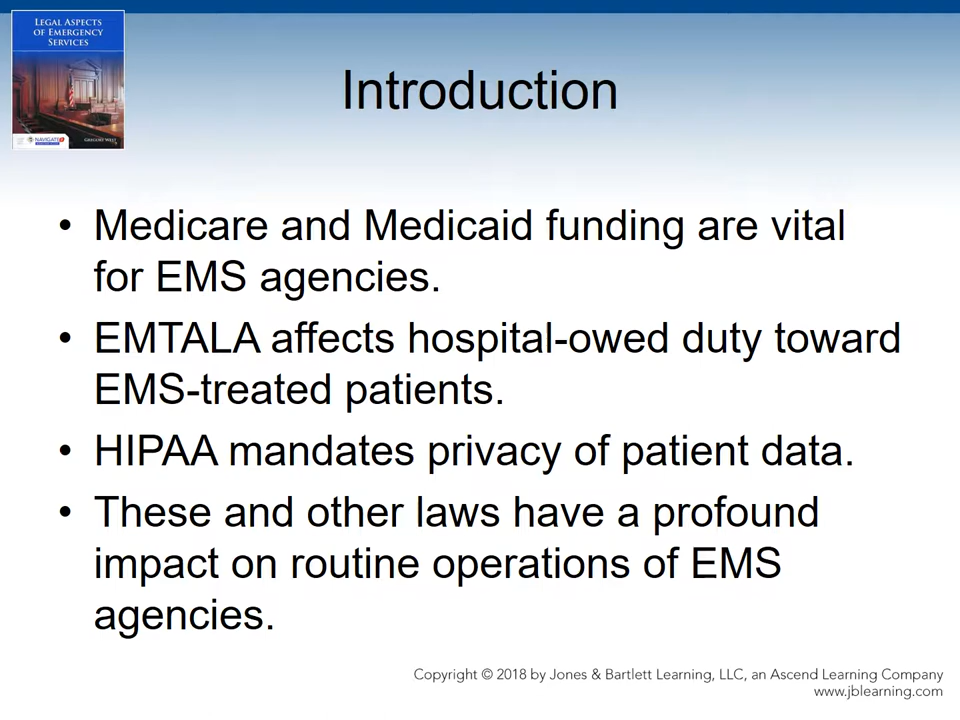 LEGAL ASPECTS
OF EMERGENCY
SERVICES
NAVIGATE
Introduction
• Medicare and Medicaid funding are vital
for EMS agencies.
• EMTALA affects hospital-owed duty toward
EMS-treated patients.
• HIPAA mandates privacy of patient data.
• These and other laws have a profound
impact on routine operations of EMS
agencies.
Copyright © 2018 by Jones & Bartlett Learning, LLC, an Ascend Learning Company
www.jblearning.com